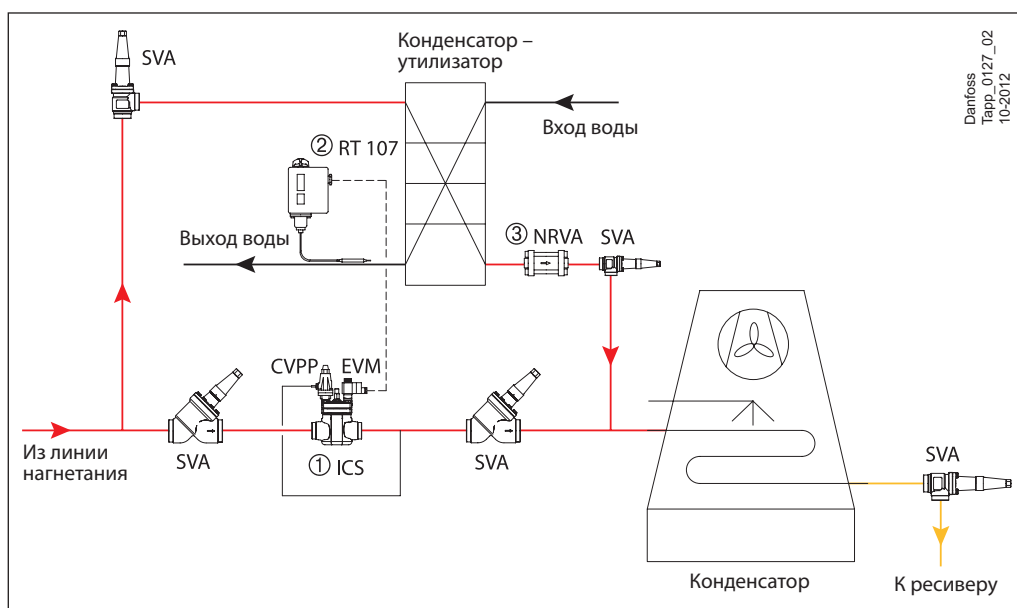 SVA
Конденсатор –
утилизатор
Danfoss
Tapp_0127_02
10-2012
Вход воды
② RT 107
Выход воды
③ NRVA
SVA
CVPP
EVM
Из линии
нагнетания
SVA
① ICS
SVA
SVA
Конденсатор
К ресиверу